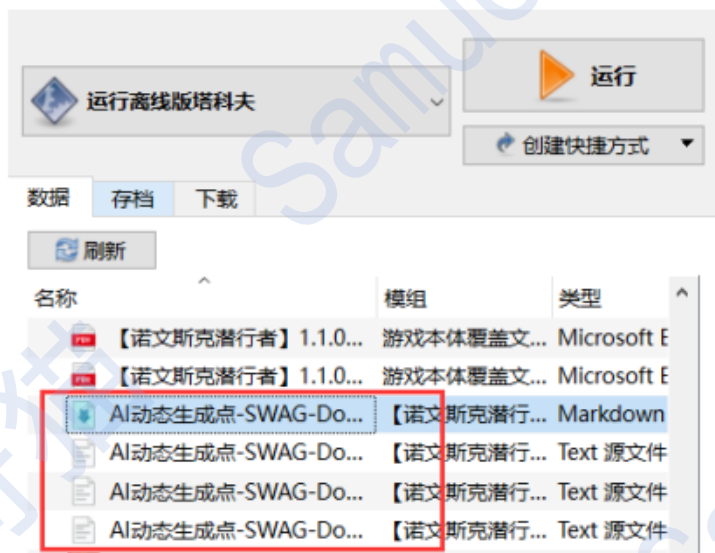 运行离线版塔科夫
运行
创建快捷方式
数据 存档 下载
刷新
名称 模组 类型
【诺文斯克潜行者】1.1.0... 游戏本体覆盖文... Microsoft E
【诺文斯克潜行者】1.1.0... 游戏本体覆盖文... Microsoft E
AI动态生成点-SWAG-Do... 【诺文斯克潜行... Markdown
AI动态生成点-SWAG-Do... 【诺文斯克潜行... Text 源文件
AI动态生成点-SWAG-Do... 【诺文斯克潜行... Text 源文件
AI动态生成点-SWAG-Do... 【诺文斯克潜行... Text 源文件